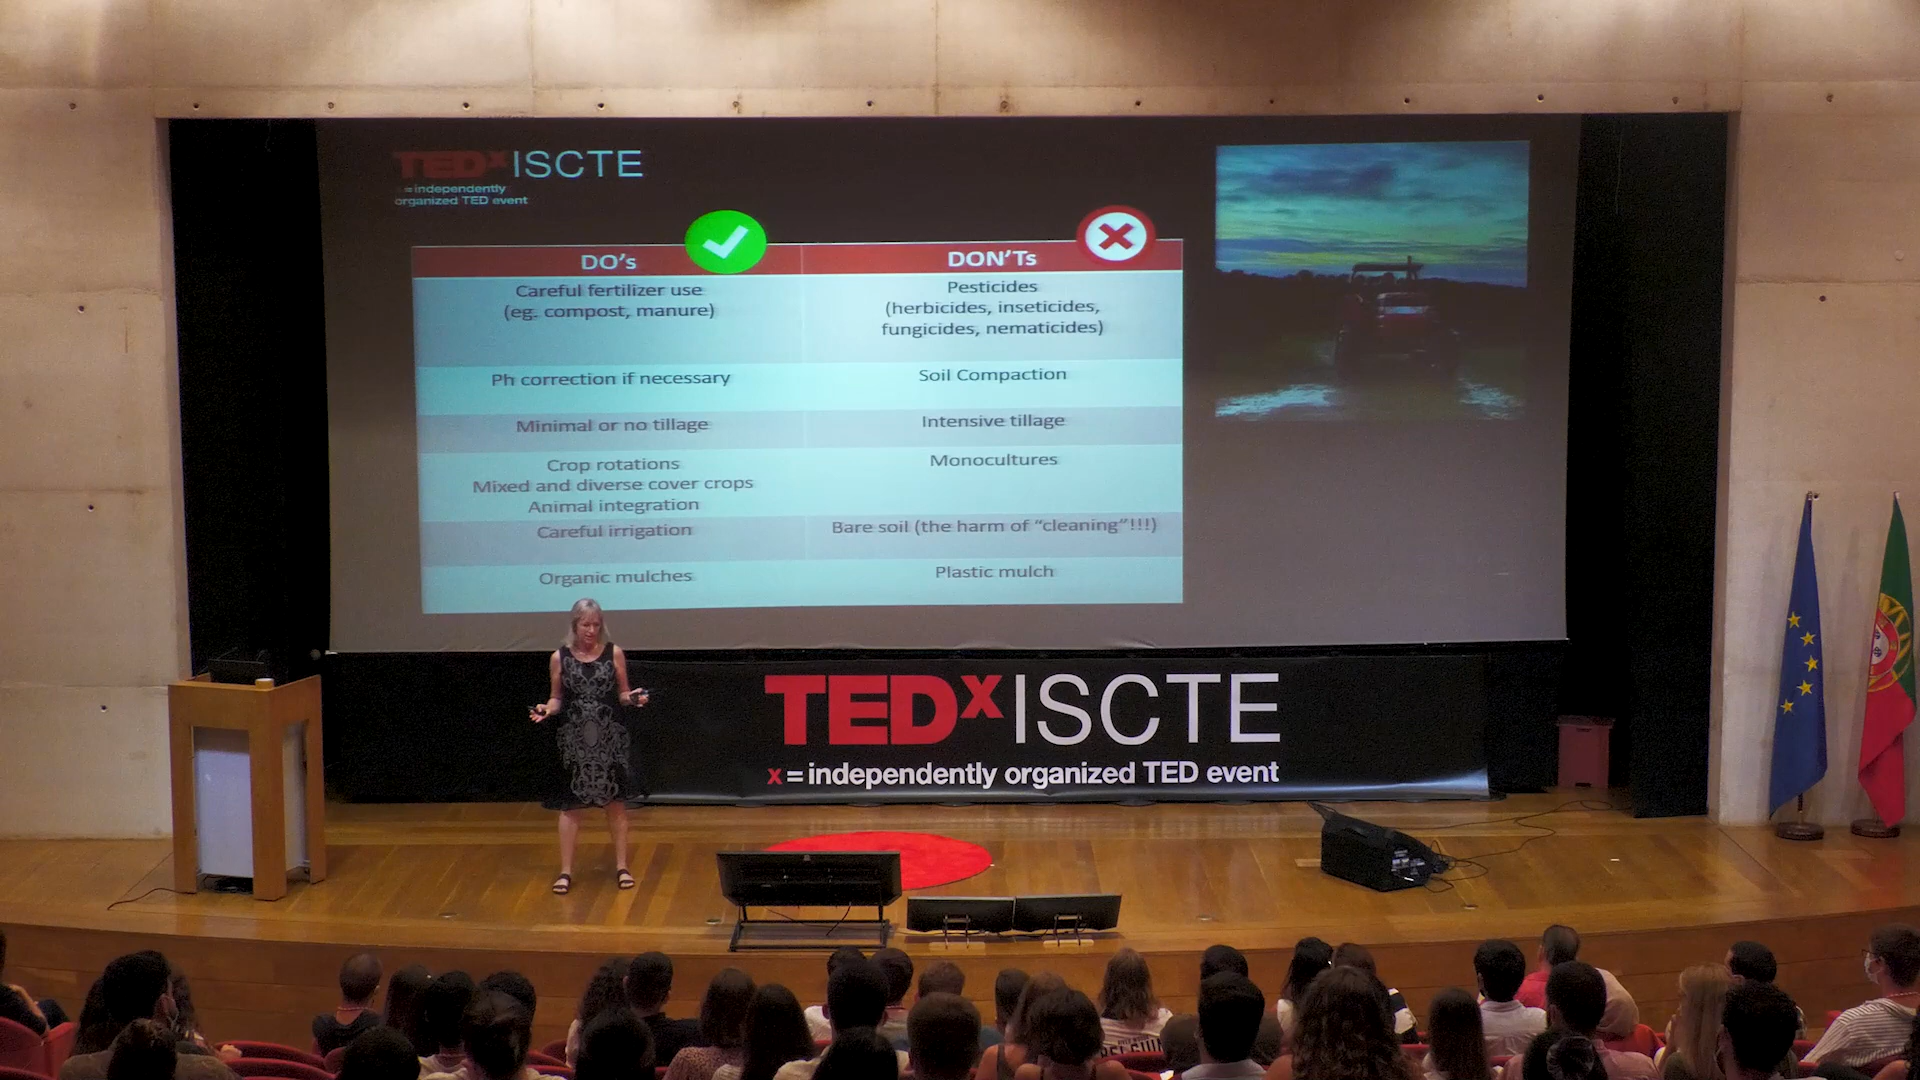 TEDxISCTE
x=independently
organized TED event
DO's
DON'Ts
Careful fertilizer use
(eg. compost, manure)
Pesticides
(herbicides, inseticides,
fungicides, nematicides)
Ph correction if necessary
Soil Compaction
Minimal or no tillage
Intensive tillage
Crop rotations
Mixed and diverse cover crops
Animal integration
Monocultures
Careful irrigation
Bare soil (the harm of “cleaning”!!!)
Organic mulches
Plastic mulch
TEDxISCTE
x=independently organized TED event